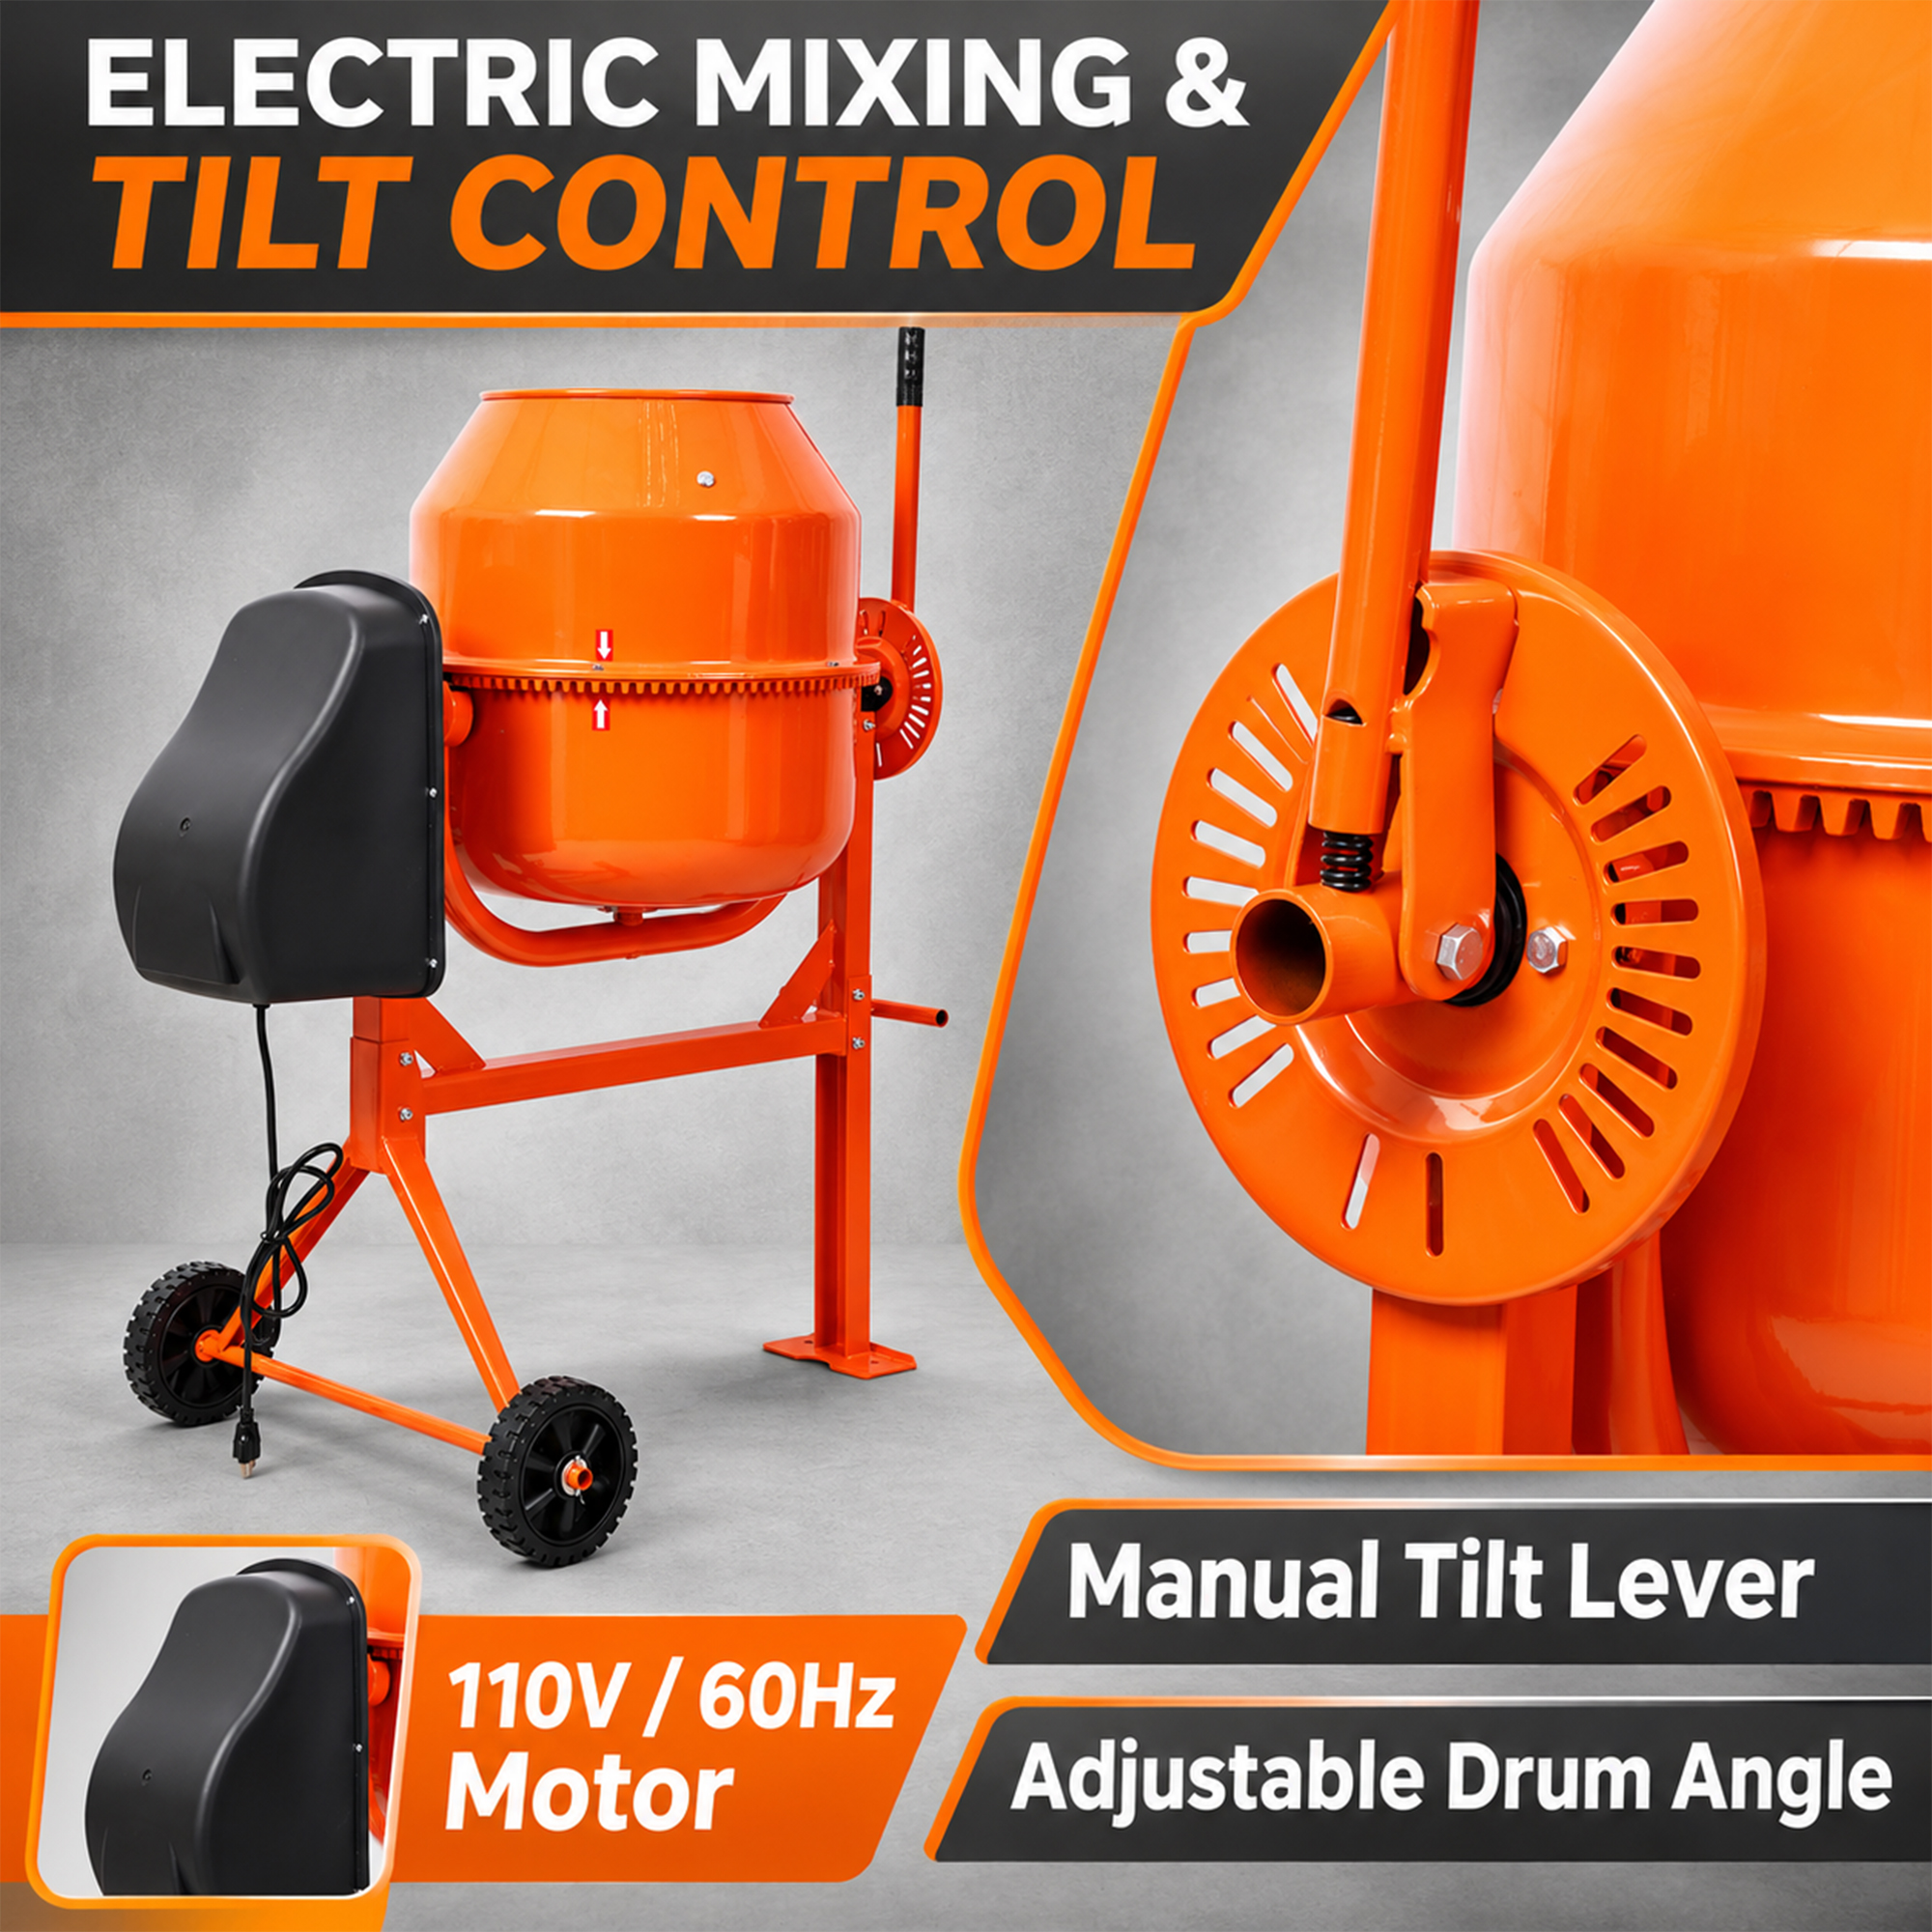 ELECTRIC MIXING &
TILT CONTROL
110V / 60Hz
Motor
Manual Tilt Lever
Adjustable Drum Angle